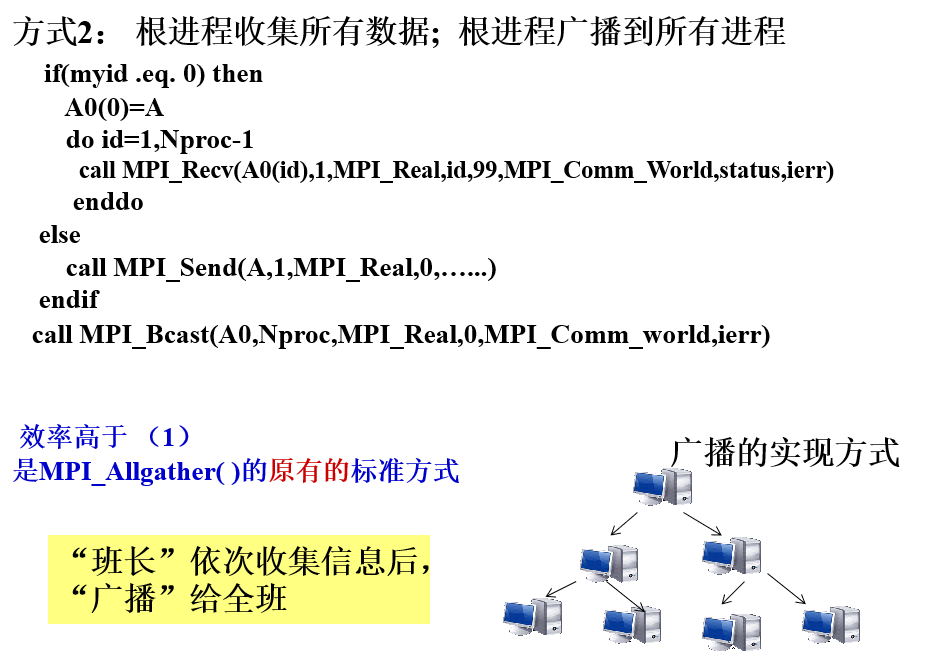 方式2： 根进程收集所有数据; 根进程广播到所有进程
if(myid .eq. 0) then
A0(0)=A
do id=1,Nproc-1
call MPI_Recv(A0(id),1,MPI_Real,id,99,MPI_Comm_World,status,ierr)
enddo
else
call MPI_Send(A,1,MPI_Real,0,…...)
endif
call MPI_Bcast(A0,Nproc,MPI_Real,0,MPI_Comm_world,ierr)
效率高于 （1）
是MPI_Allgather( )的原有的标准方式
广播的实现方式
“班长”依次收集信息后，
“广播”给全班